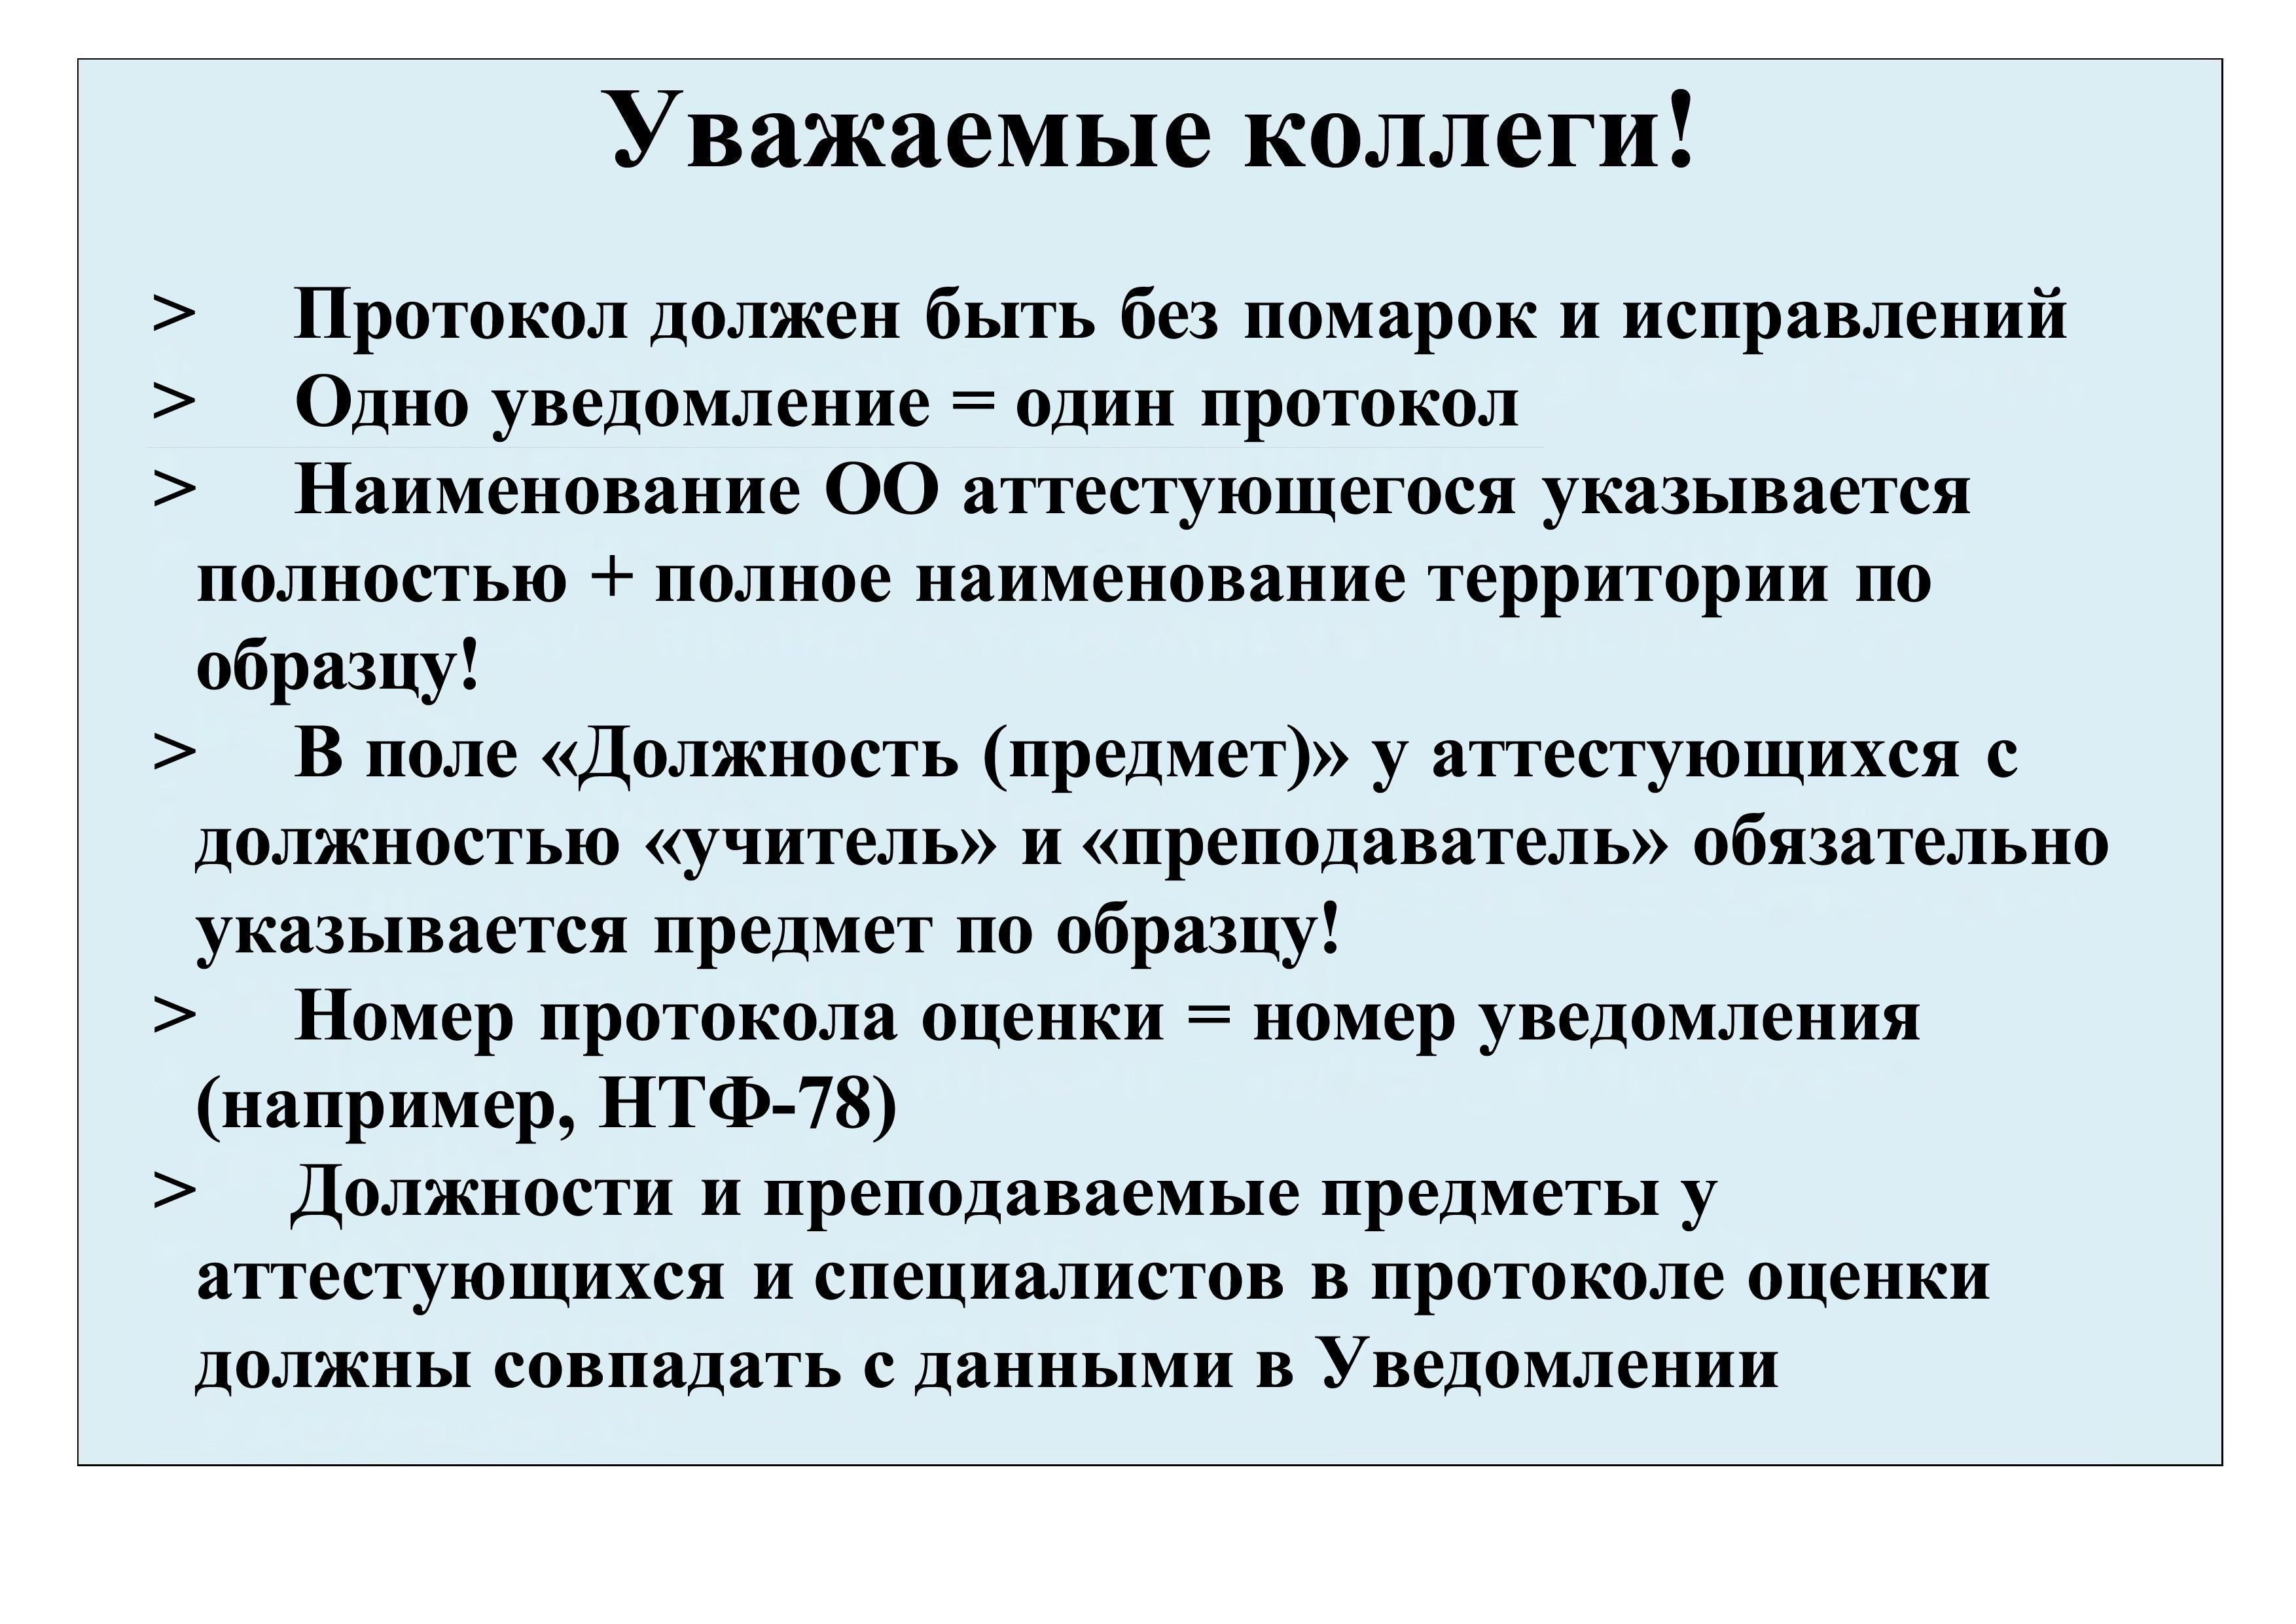 Уважаемые коллеги!
> Протокол должен быть без помарок и исправлений
> Одно уведомление = один протокол
> Наименование ОО аттестующегося указывается
полностью + полное наименование территории по
образцу!
> В поле «Должность (предмет)» у аттестующихся с
должностью «учитель» и «преподаватель» обязательно
указывается предмет по образцу!
> Номер протокола оценки = номер уведомления
(например, НТФ-78)
> Должности и преподаваемые предметы у
аттестующихся и специалистов в протоколе оценки
должны совпадать с данными в Уведомлении